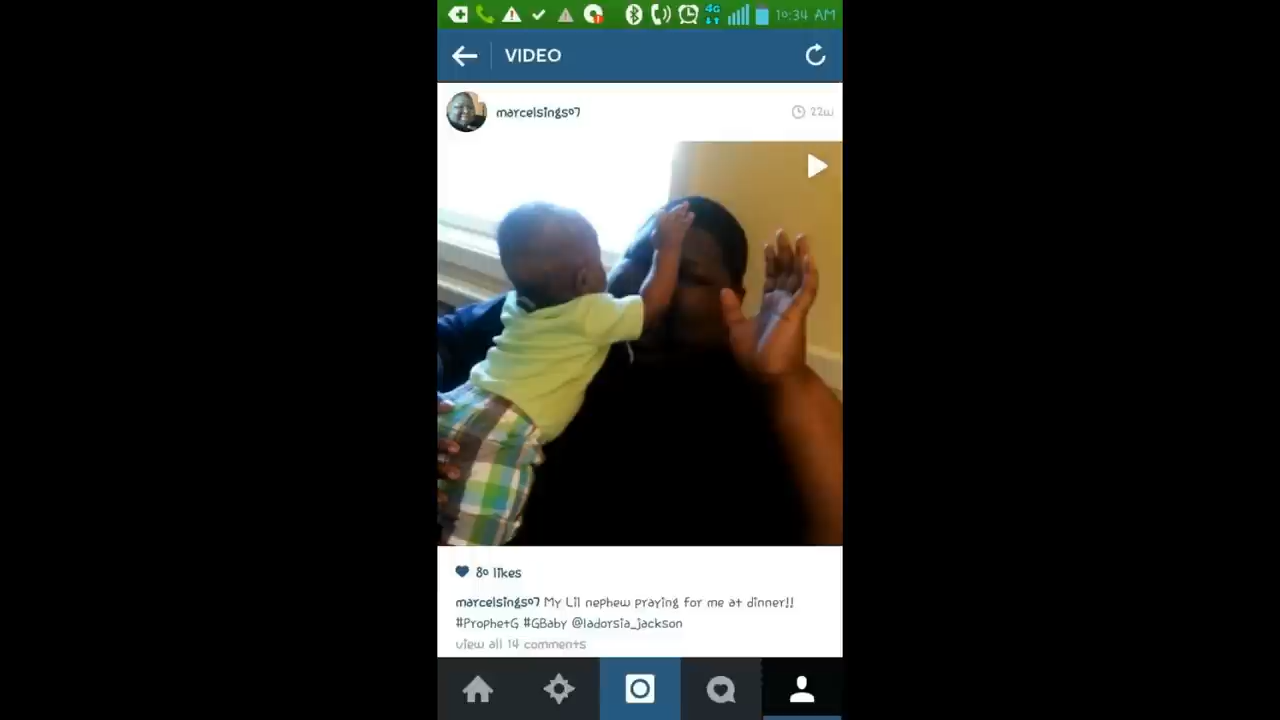 4G 10:34 AM
VIDEO
marcelsings07 22w
80 likes
marcelsings07 My Lil nephew praying for me at dinner!!
#ProphetG #GBaby @ladorsia_jackson
view all 14 comments